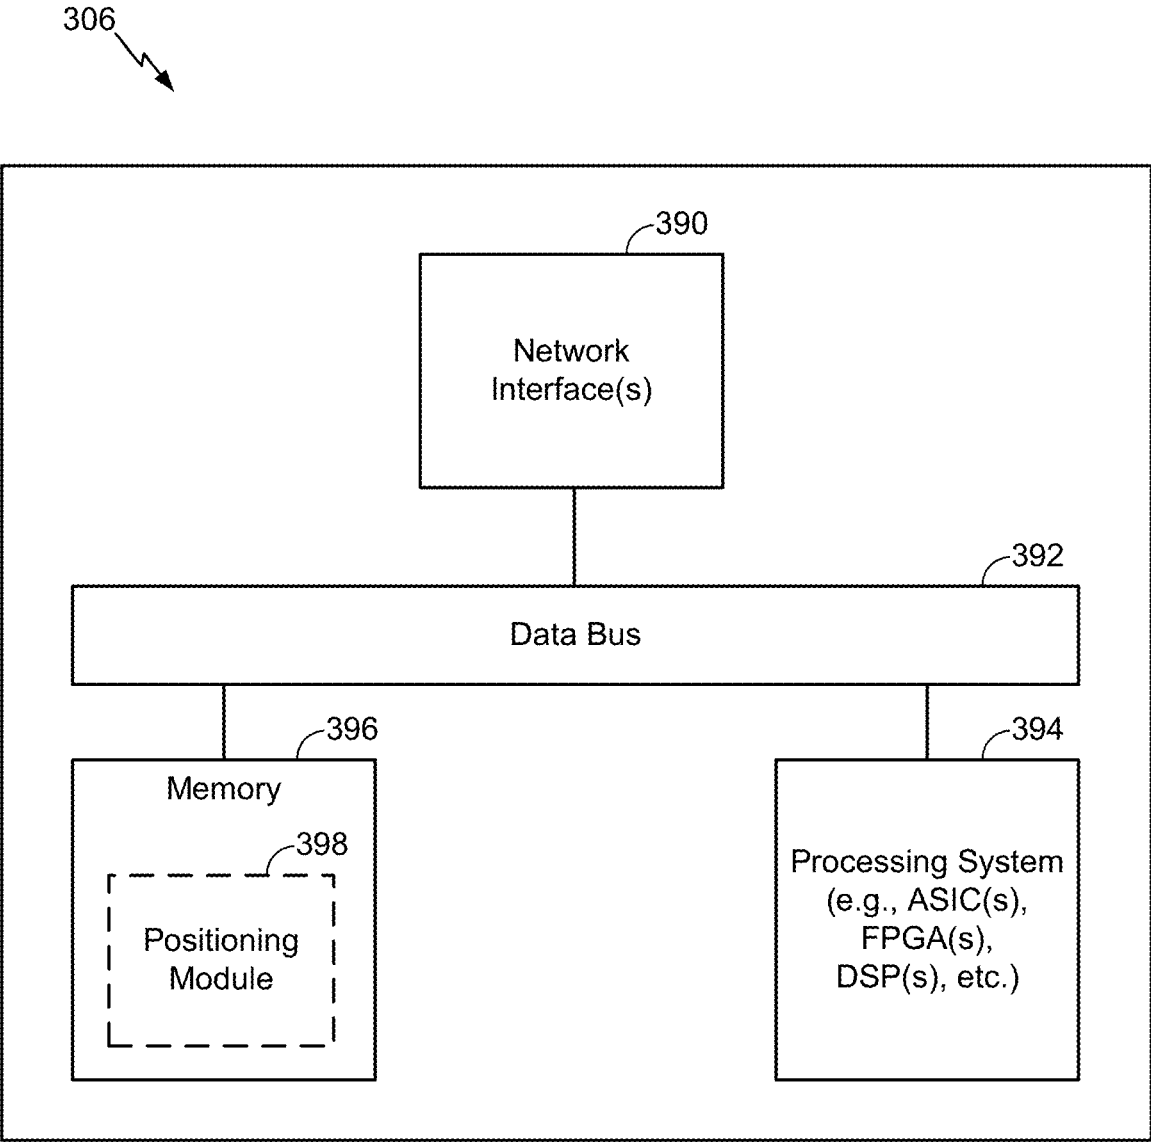 306
390
Network
Interface(s)
392
Data Bus
396
394
Memory
398
Positioning
Module
Processing System
(e.g., ASIC(s),
FPGA(s),
DSP(s), etc.)